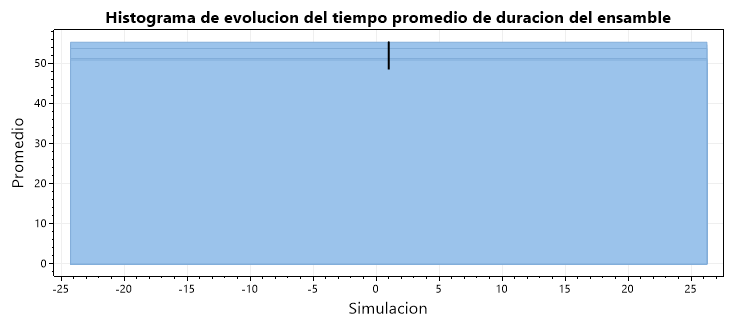 Histograma de evolucion del tiempo promedio de duracion del ensamble
Promedio
50
40
30
20
10
0
-25 -20 -15 -10 -5 0 5 10 15 20 25
Simulacion